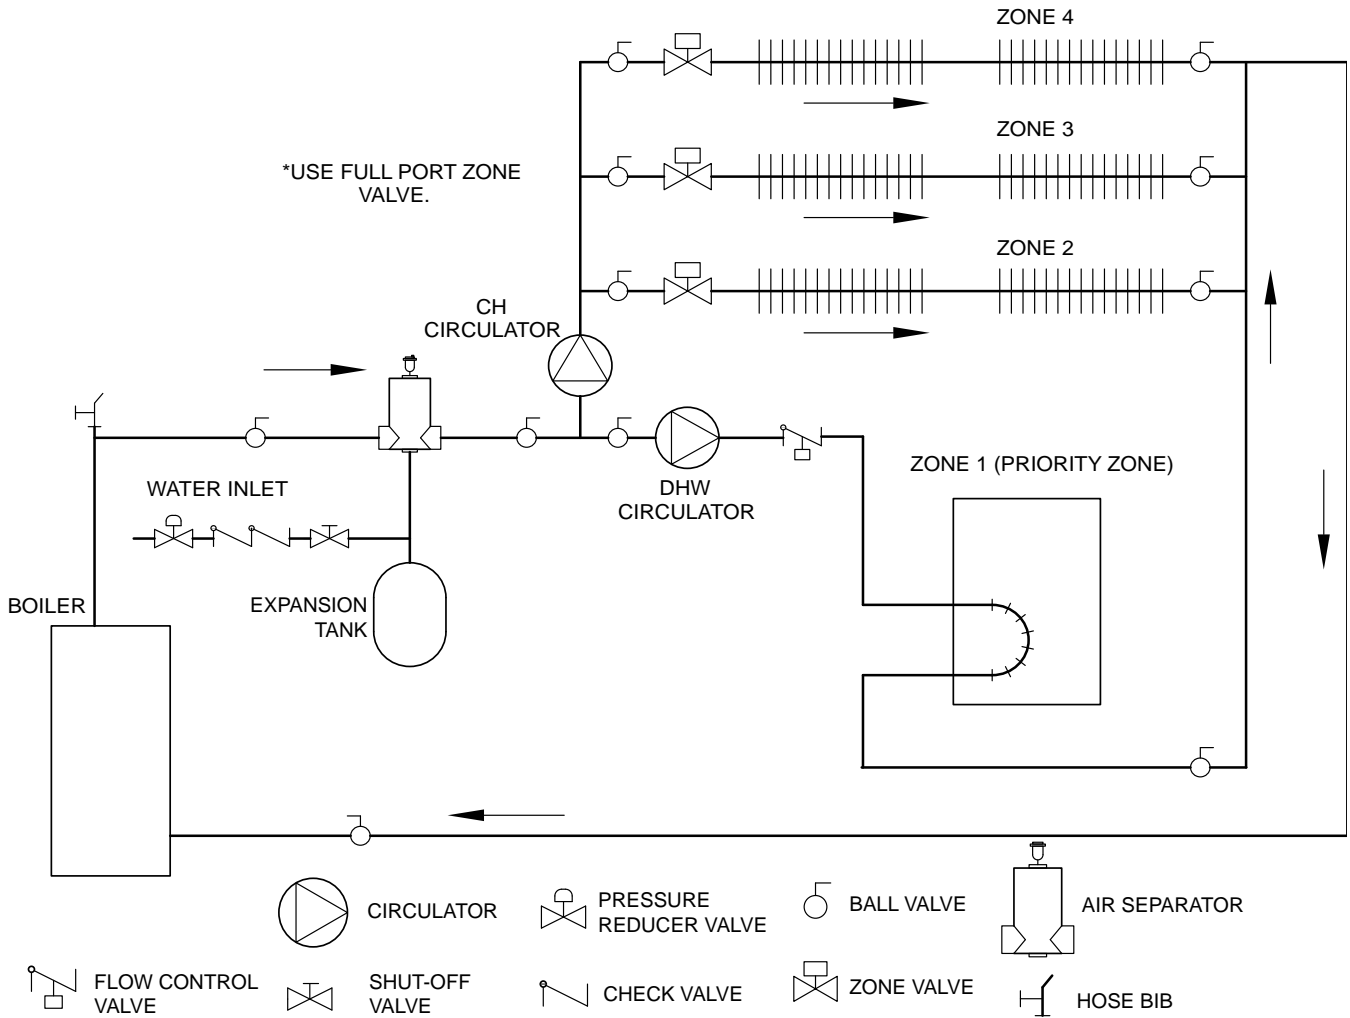 ZONE 4
ZONE 3
*USE FULL PORT ZONE
VALVE.
ZONE 2
CH
CIRCULATOR
ZONE 1 (PRIORITY ZONE)
WATER INLET
DHW
CIRCULATOR
BOILER
EXPANSION
TANK
CIRCULATOR
PRESSURE
REDUCER VALVE
BALL VALVE
AIR SEPARATOR
FLOW CONTROL
VALVE
SHUT-OFF
VALVE
CHECK VALVE
ZONE VALVE
HOSE BIB